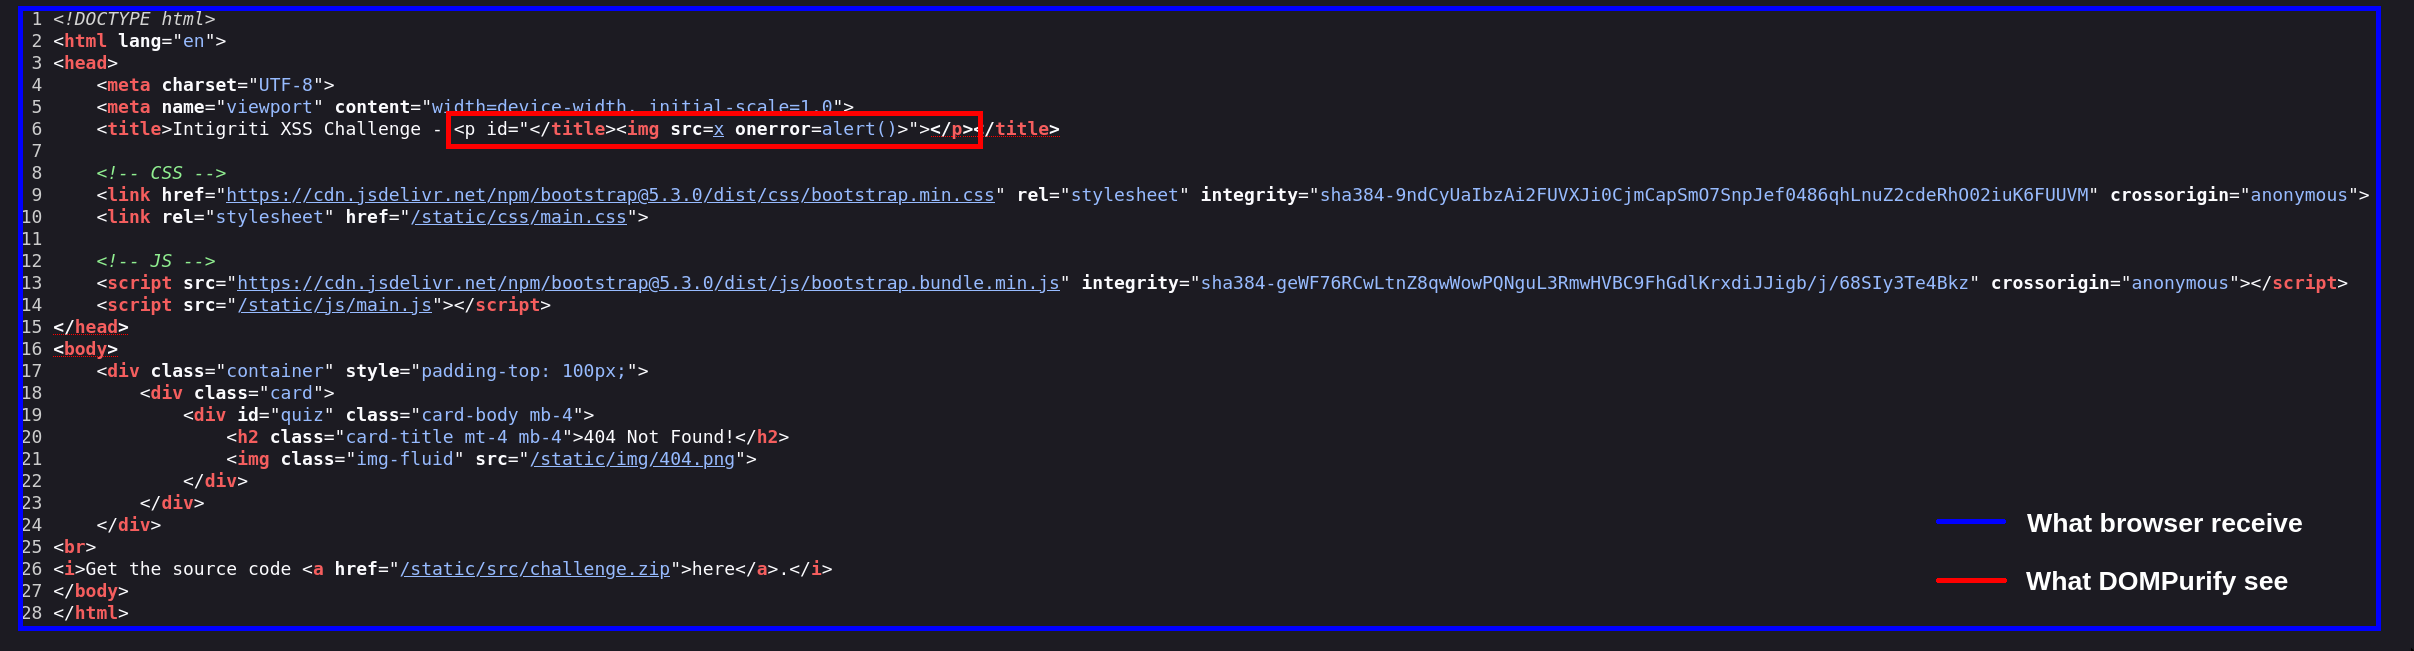 1 <!DOCTYPE html>
2 <html lang="en">
3 <head>
4     <meta charset="UTF-8">
5     <meta name="viewport" content="width=device-width, initial-scale=1.0">
6     <title>Intigriti XSS Challenge - <p id="</title><img src=x onerror=alert()>"></p></title>
7
8     <!-- CSS -->
9     <link href="https://cdn.jsdelivr.net/npm/bootstrap@5.3.0/dist/css/bootstrap.min.css" rel="stylesheet" integrity="sha384-9ndCyUaIbzAi2FUVXJi0CjmCapSmO7SnpJef0486qhLnuZ2cdeRhO02iuK6FUUVM" crossorigin="anonymous">
10     <link rel="stylesheet" href="/static/css/main.css">
11
12     <!-- JS -->
13     <script src="https://cdn.jsdelivr.net/npm/bootstrap@5.3.0/dist/js/bootstrap.bundle.min.js" integrity="sha384-geWF76RCwLtnZ8qwWowPQNguL3RmwHVBC9FhGdlKrxdiJJigb/j/68SIy3Te4Bkz" crossorigin="anonymous"></script>
14     <script src="/static/js/main.js"></script>
15 </head>
16 <body>
17     <div class="container" style="padding-top: 100px;">
18         <div class="card">
19             <div id="quiz" class="card-body mb-4">
20                 <h2 class="card-title mt-4 mb-4">404 Not Found!</h2>
21                 <img class="img-fluid" src="/static/img/404.png">
22             </div>
23         </div>
24     </div>
25 <br>
26 <i>Get the source code <a href="/static/src/challenge.zip">here</a>.</i>
27 </body>
28 </html>
What browser receive
What DOMPurify see